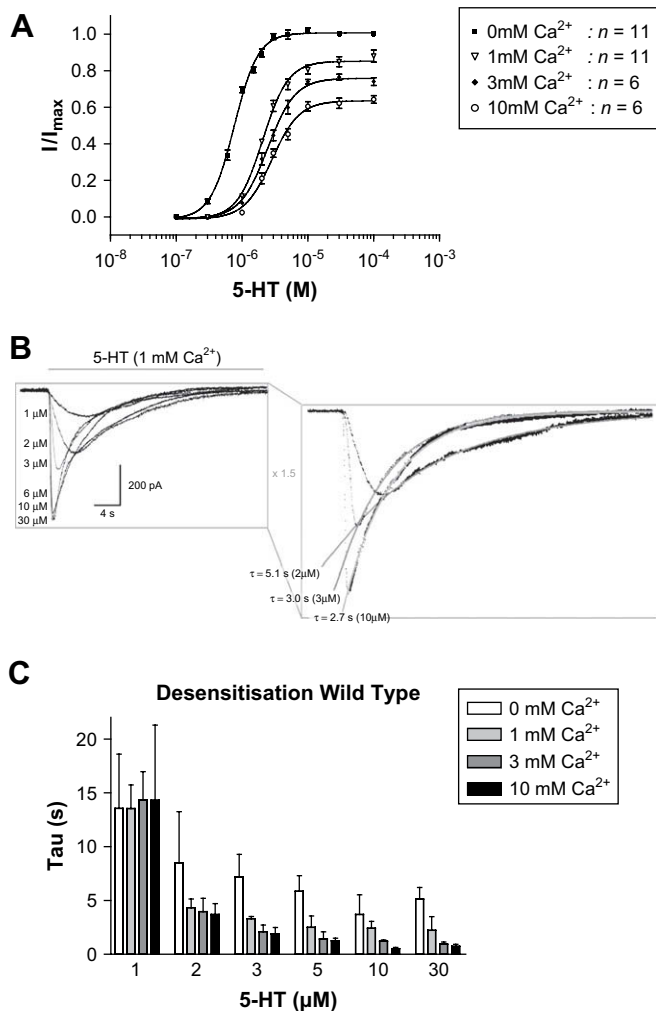 A
1.0
0.8
0.6
0.4
0.2
0.0
I/Imax
10⁻⁸ 10⁻⁷ 10⁻⁶ 10⁻⁵ 10⁻⁴ 10⁻³
5-HT (M)
0mM Ca²⁺ : n = 11
1mM Ca²⁺ : n = 11
3mM Ca²⁺ : n = 6
10mM Ca²⁺ : n = 6
B
5-HT (1 mM Ca²⁺)
1 µM
2 µM
3 µM
6 µM
10 µM
30 µM
200 pA
4 s
x 1.5
τ = 5.1 s (2µM)
τ = 3.0 s (3µM)
τ = 2.7 s (10µM)
C
Desensitisation Wild Type
0 mM Ca²⁺
1 mM Ca²⁺
3 mM Ca²⁺
10 mM Ca²⁺
20
15
10
5
0
Tau (s)
1 2 3 5 10 30
5-HT (µM)